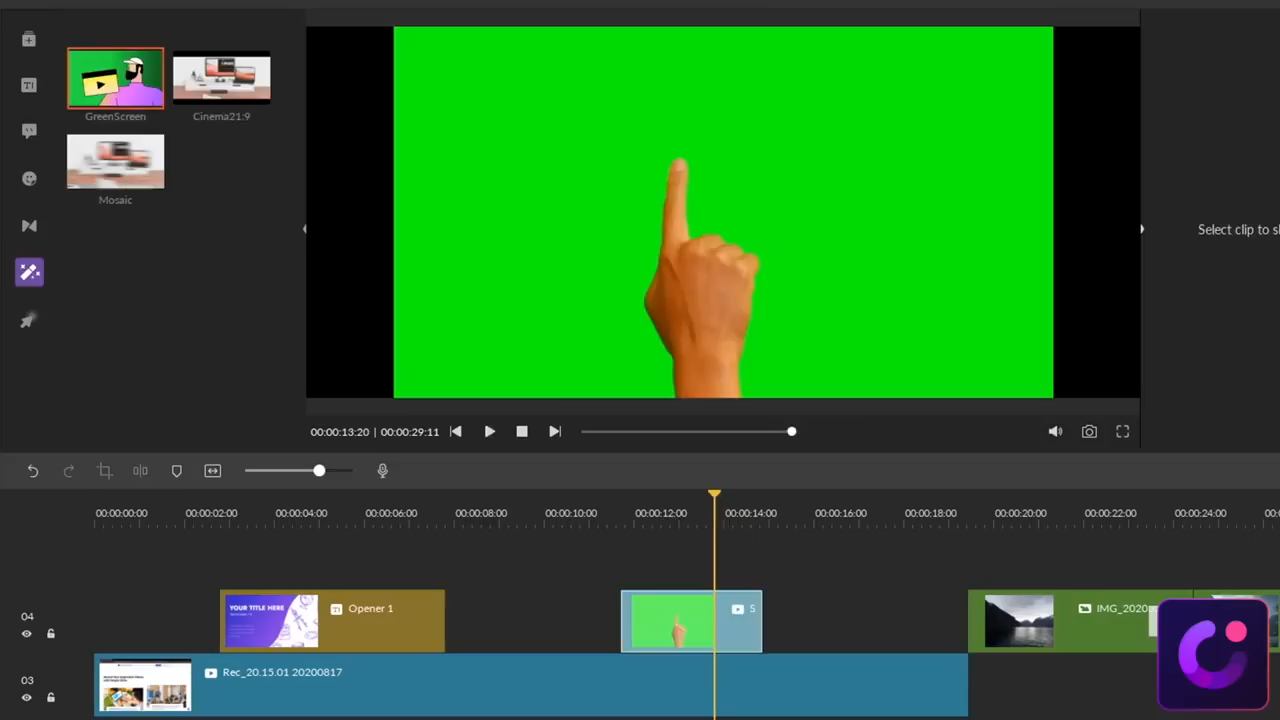 GreenScreen
Cinema21:9
Mosaic
Select clip to s
00:00:13:20 | 00:00:29:11
00:00:00:00 00:00:02:00 00:00:04:00 00:00:06:00 00:00:08:00 00:00:10:00 00:00:12:00 00:00:14:00 00:00:16:00 00:00:18:00 00:00:20:00 00:00:22:00 00:00:24:00 00:0
04
YOUR TITLE HERE
TI Opener 1
S
IMG_2020
03
Rec_20.15.01 20200817